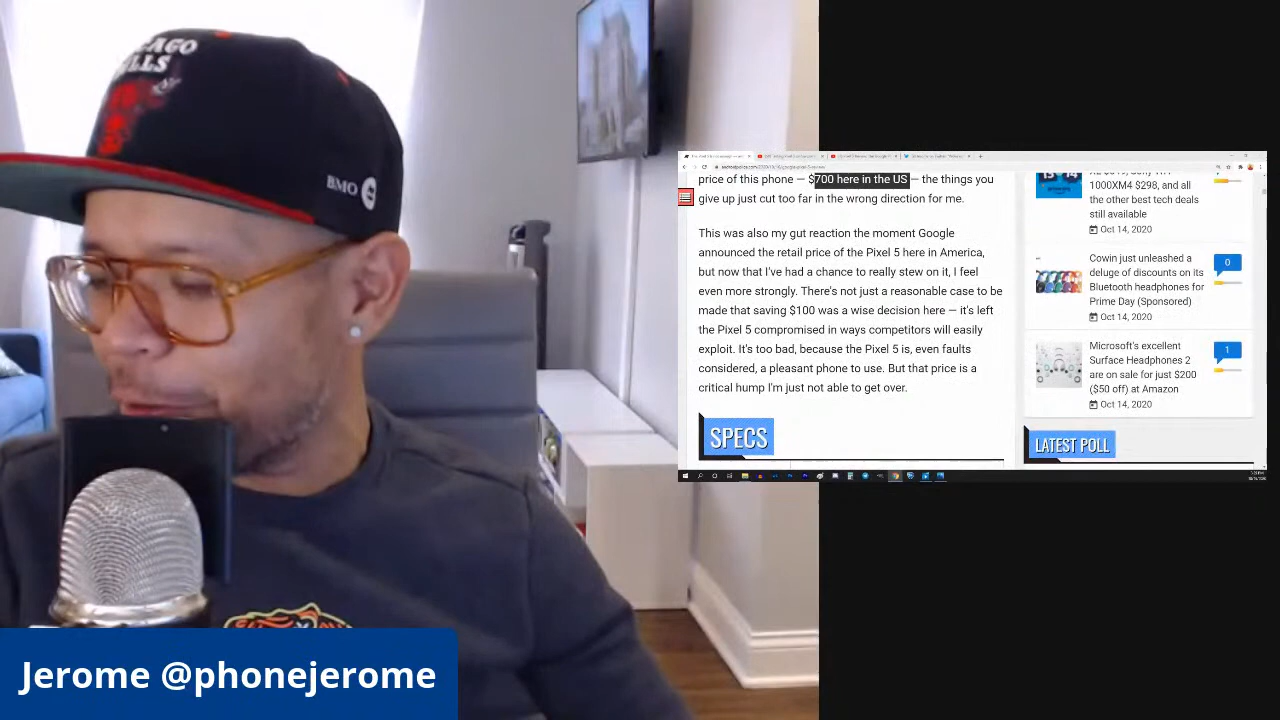 CAGO
LLS
BMO
price of this phone — $700 here in the US — the things you
give up just cut too far in the wrong direction for me.
This was also my gut reaction the moment Google
announced the retail price of the Pixel 5 here in America,
but now that I've had a chance to really stew on it, I feel
even more strongly. There's not just a reasonable case to be
made that saving $100 was a wise decision here — it's left
the Pixel 5 compromised in ways competitors will easily
exploit. It's too bad, because the Pixel 5 is, even faults
considered, a pleasant phone to use. But that price is a
critical hump I'm just not able to get over.
SPECS
1000XM4 $298, and all
the other best tech deals
still available
Oct 14, 2020
Cowin just unleashed a
deluge of discounts on its
Bluetooth headphones for
Prime Day (Sponsored)
Oct 14, 2020
0
Microsoft's excellent
Surface Headphones 2
are on sale for just $200
($50 off) at Amazon
Oct 14, 2020
1
LATEST POLL
Jerome @phonejerome